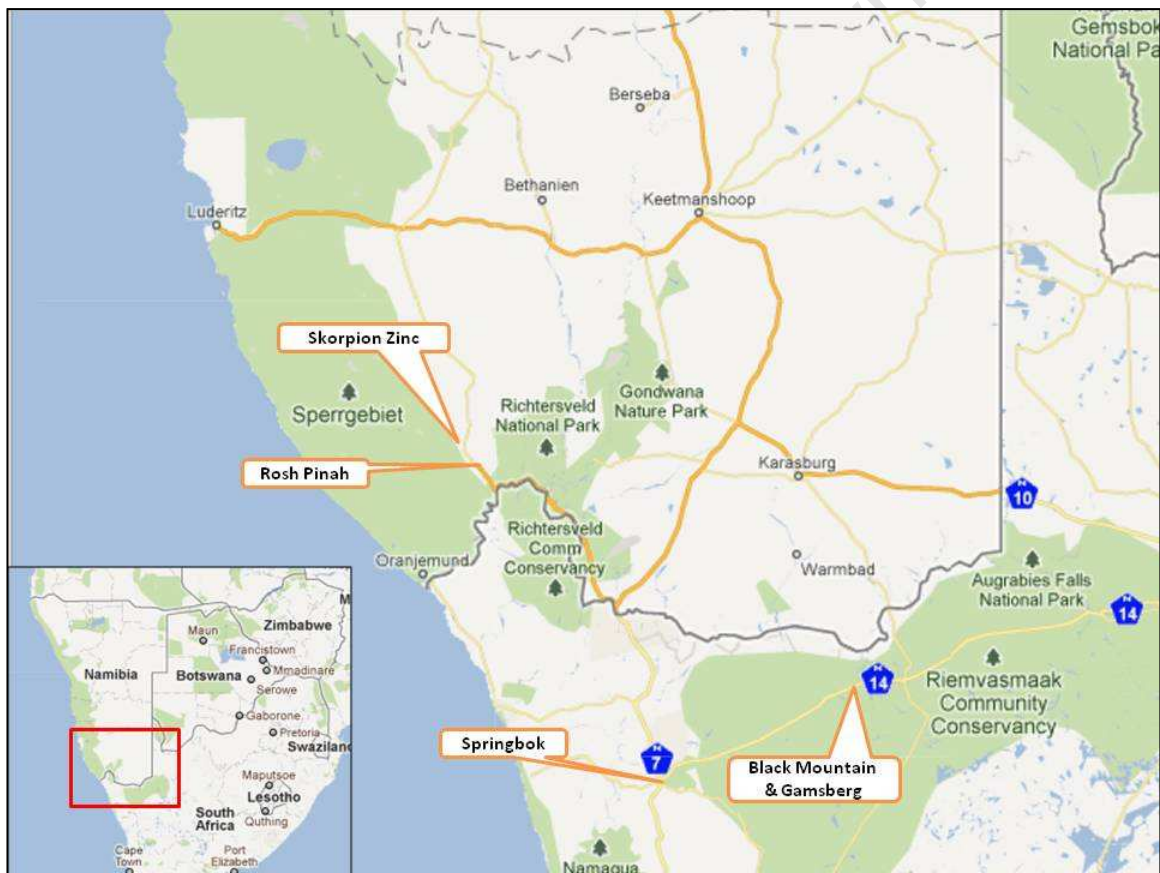 Gemsbok
National Pa
Berseba
Bethanien
Keetmanshoop
Luderitz
Skorpion Zinc
Sperrgebiet
Richtersveld
National Park
Gondwana
Nature Park
Rosh Pinah
Karasburg
N
10
Richtersveld
Comm
Conservancy
Oranjemund
Warmbad
Augrabies Falls
National Park
N
14
N
14
Riemvasmaak
Community
Conservancy
Springbok
N
7
Black Mountain
& Gamsberg
Namaqua
M
Zimbabwe
Maun
Francistown
Namibia
Botswana
Mmadinare
Serowe
Gaborone
Pretoria
Swazilan
Maputsoe
South
Africa
Lesotho
Quthing
Cape
Town
Port
Elizabeth